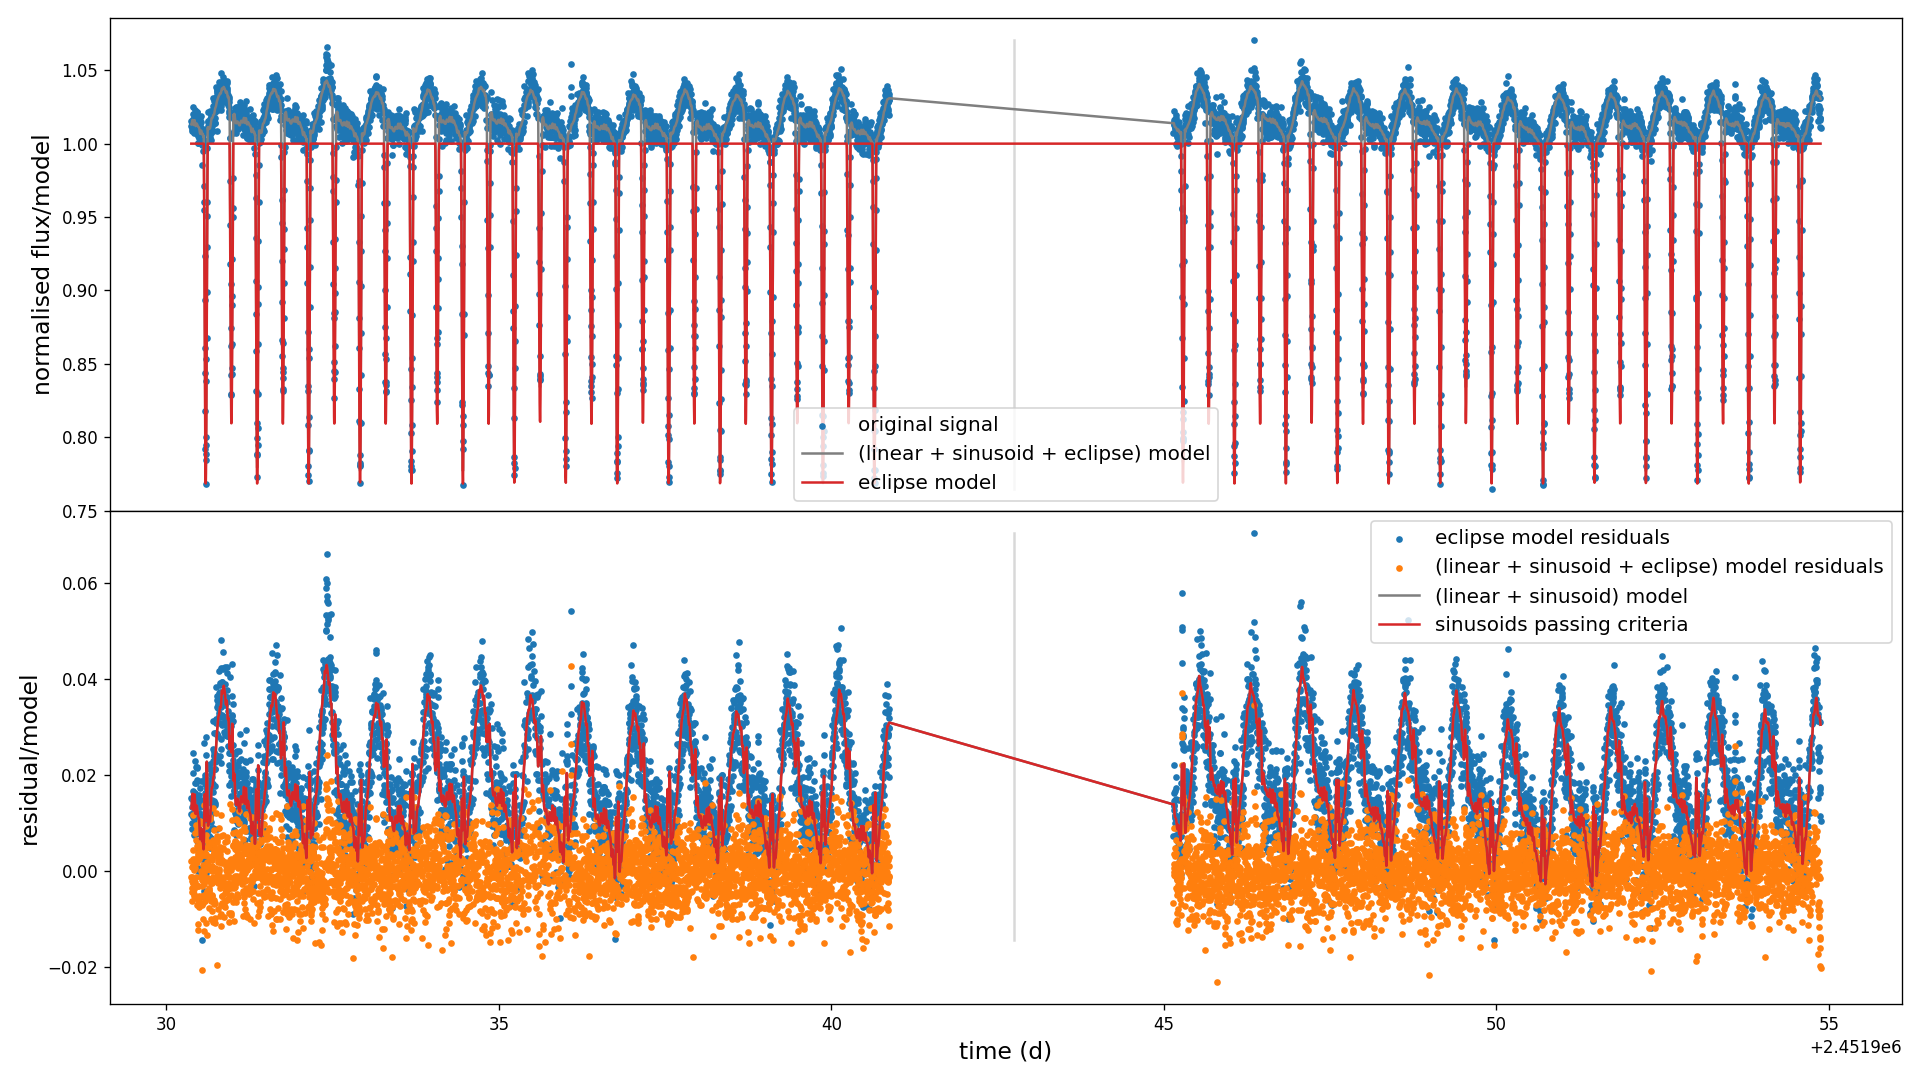 normalised flux/model
1.05
1.00
0.95
0.90
0.85
0.80
0.75
original signal
(linear + sinusoid + eclipse) model
eclipse model
residual/model
0.06
0.04
0.02
0.00
−0.02
eclipse model residuals
(linear + sinusoid + eclipse) model residuals
(linear + sinusoid) model
sinusoids passing criteria
30
35
40
45
50
55
time (d)
+2.4519e6